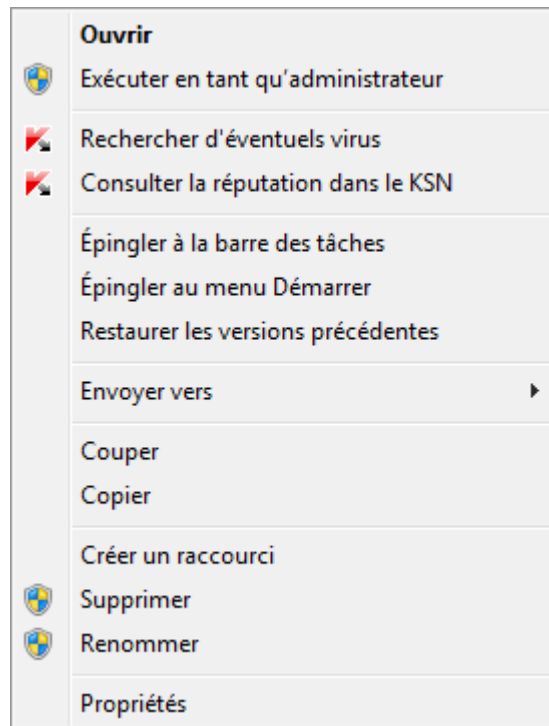 Ouvrir
Exécuter en tant qu'administrateur
Rechercher d'éventuels virus
Consulter la réputation dans le KSN
Épingler à la barre des tâches
Épingler au menu Démarrer
Restaurer les versions précédentes
Envoyer vers
Couper
Copier
Créer un raccourci
Supprimer
Renommer
Propriétés